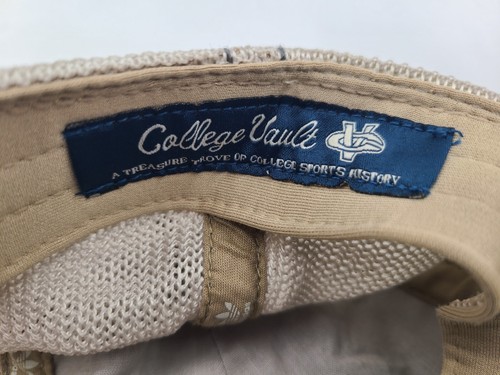 College Vault
A TREASURE TROVE OF COLLEGE SPORTS HISTORY